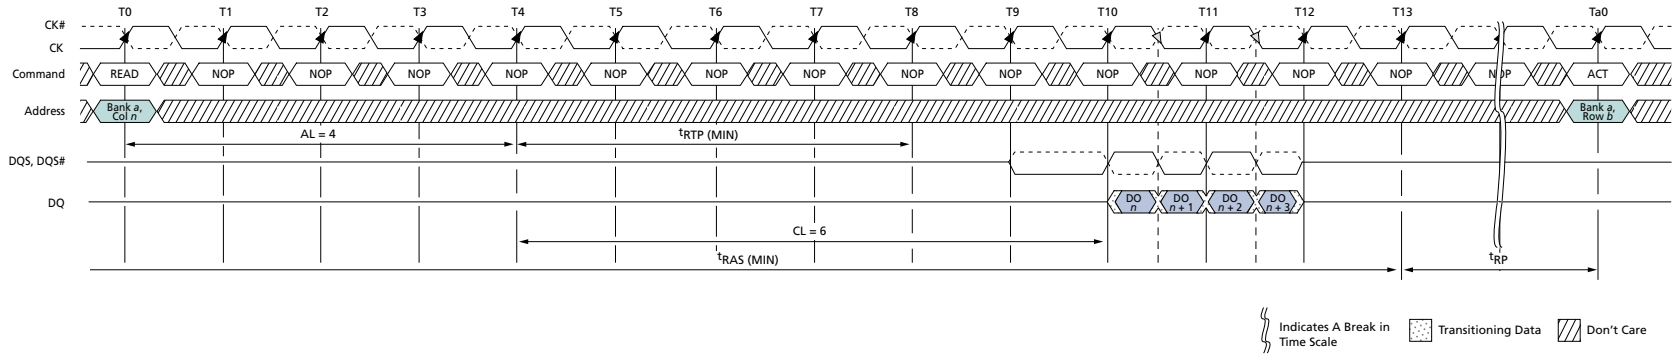 T0 T1 T2 T3 T4 T5 T6 T7 T8 T9 T10 T11 T12 T13 Ta0
CK#
CK
Command READ NOP NOP NOP NOP NOP NOP NOP NOP NOP NOP NOP NOP NOP NOP ACT
Address Bank a, Col n Bank a, Row b
AL = 4 tRTP (MIN)
DQS, DQS#
DQ DO n DO n + 1 DO n + 2 DO n + 3
CL = 6
tRAS (MIN) tRP
Indicates A Break in
Time Scale
Transitioning Data
Don't Care